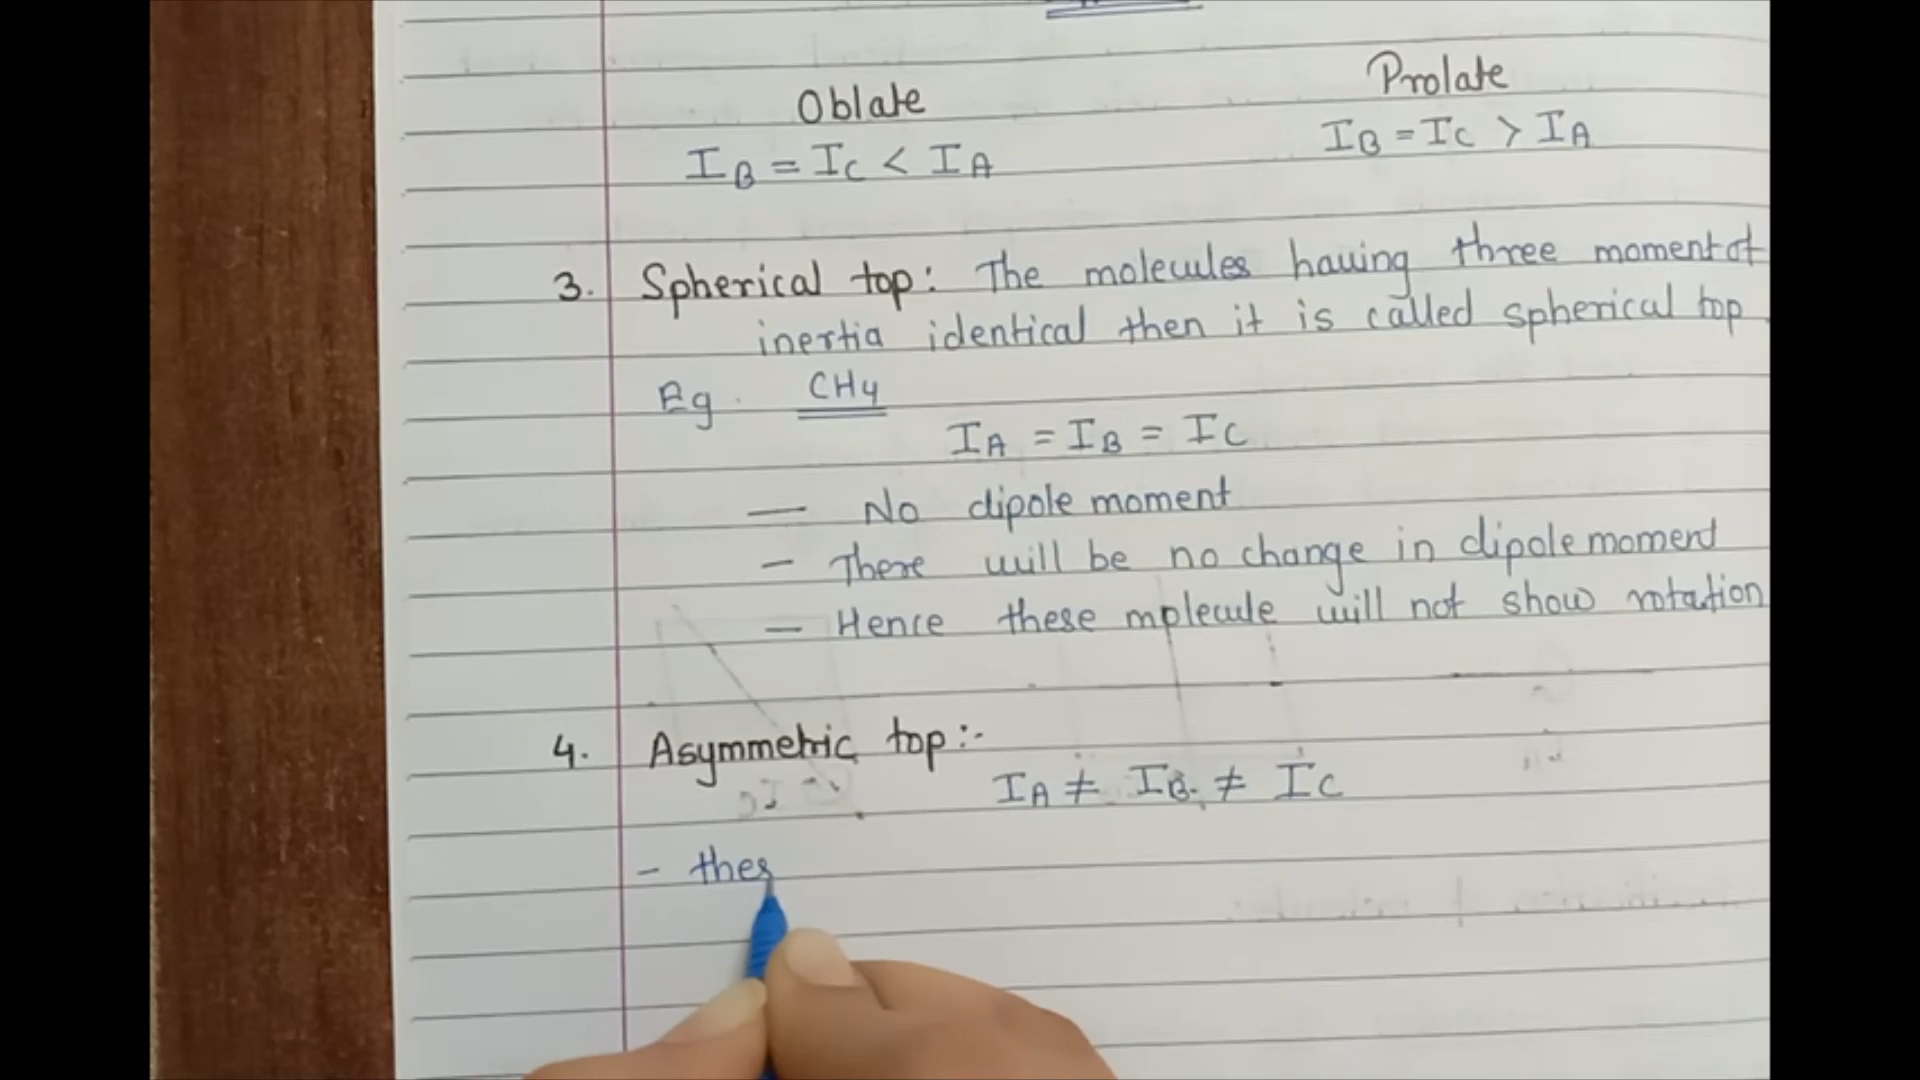 Oblate
Prolate
IB = IC < IA
IB = IC > IA
3. Spherical top: The molecules having three moment of
inertia identical then it is called spherical top.
Eg. CH4
IA = IB = IC
— No dipole moment
- There will be no change in dipole moment
- Hence these molecule will not show rotation
4. Asymmetric top:-
IA ≠ IB ≠ IC
- thes